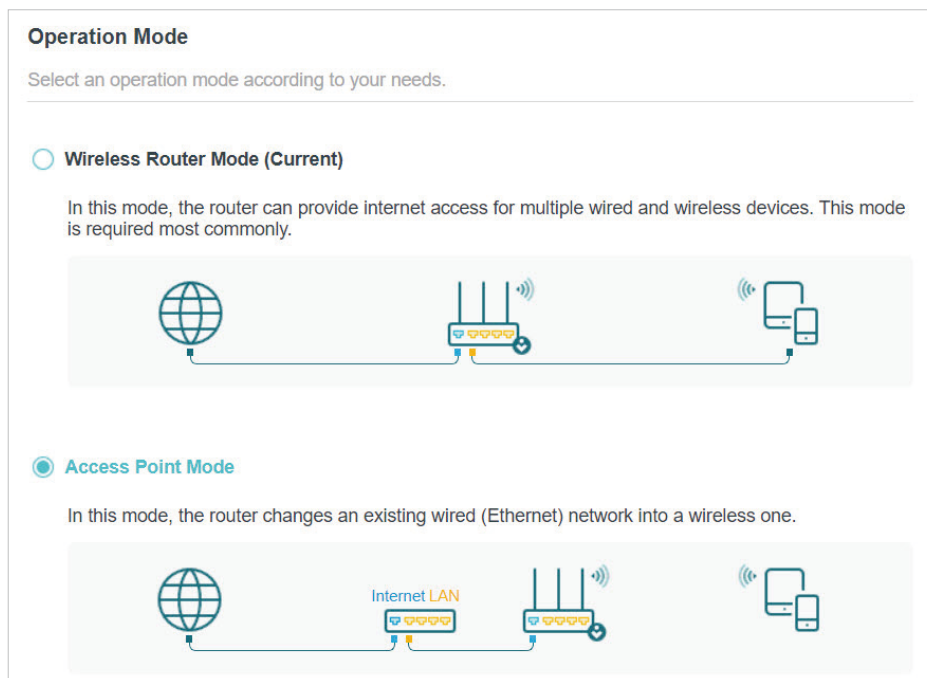 Operation Mode
Select an operation mode according to your needs.
Wireless Router Mode (Current)
In this mode, the router can provide internet access for multiple wired and wireless devices. This mode
is required most commonly.
Access Point Mode
In this mode, the router changes an existing wired (Ethernet) network into a wireless one.
Internet LAN